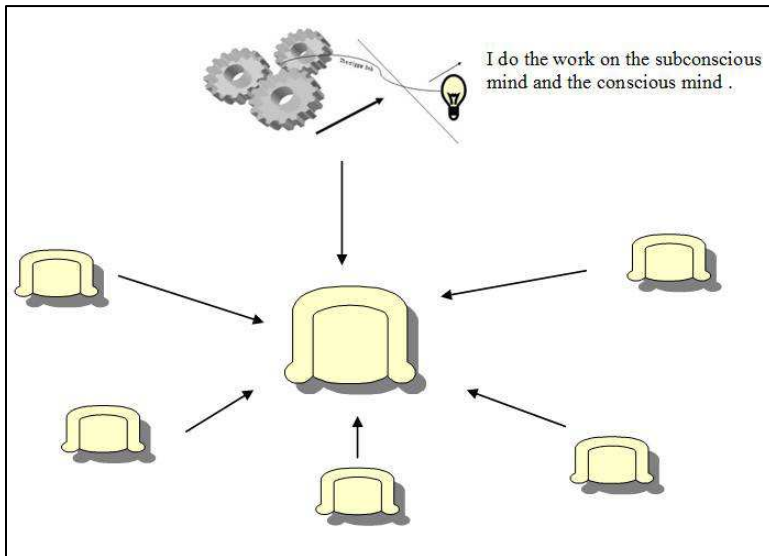 I do the work on the subconscious
mind and the conscious mind .